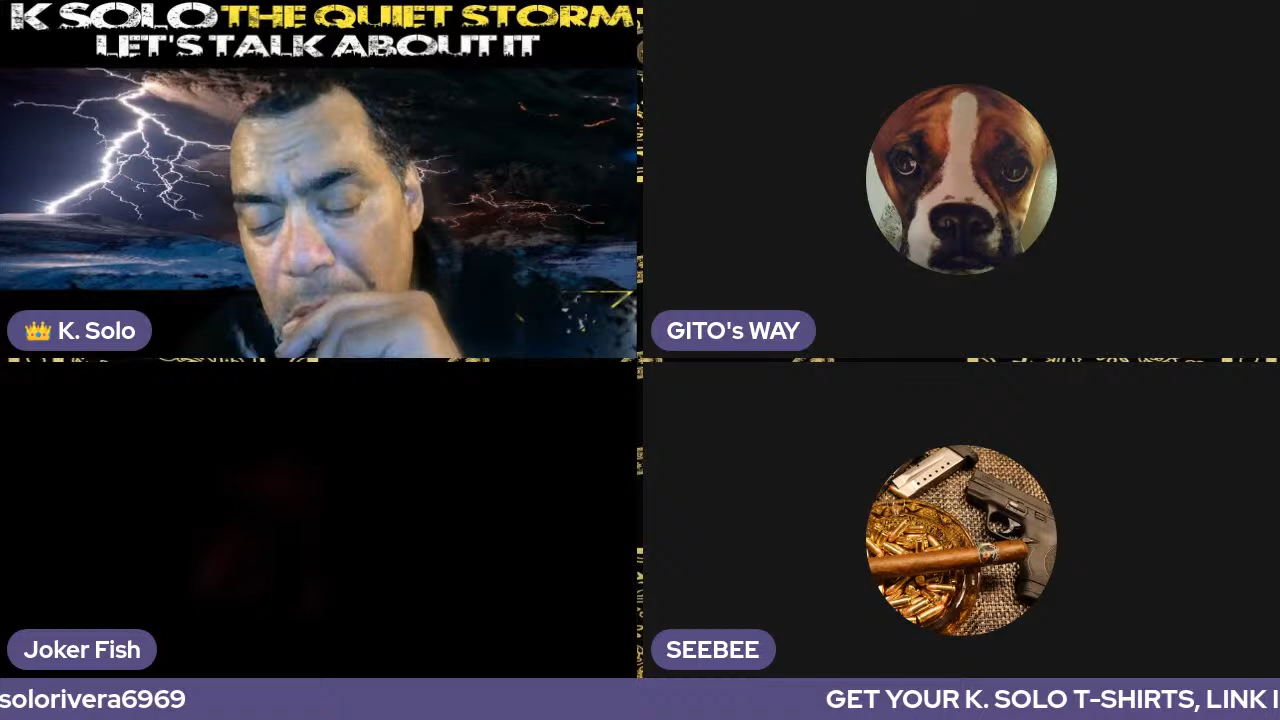 K SOLO THE QUIET STORM
LET'S TALK ABOUT IT
👑 K. Solo
GITO's WAY
Joker Fish
SEEBEE
solorivera6969
GET YOUR K. SOLO T-SHIRTS, LINK I